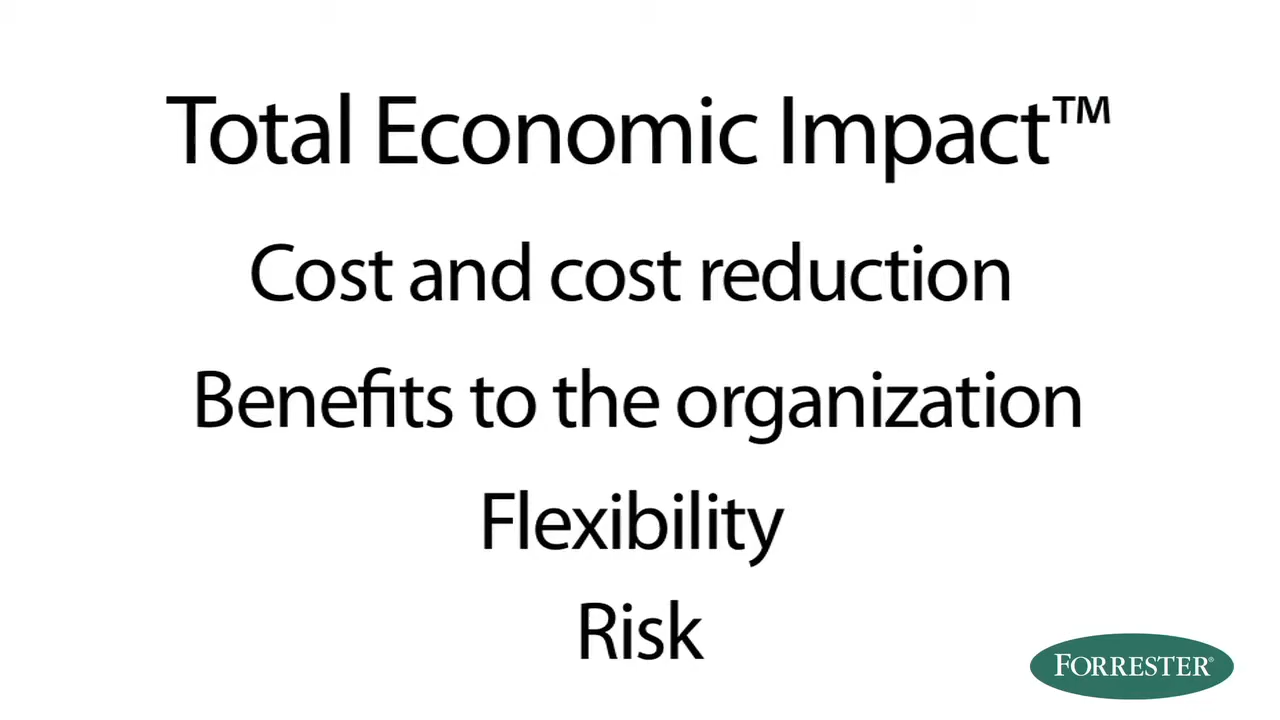 Total Economic Impact™
Cost and cost reduction
Benefits to the organization
Flexibility
Risk
FORRESTER®